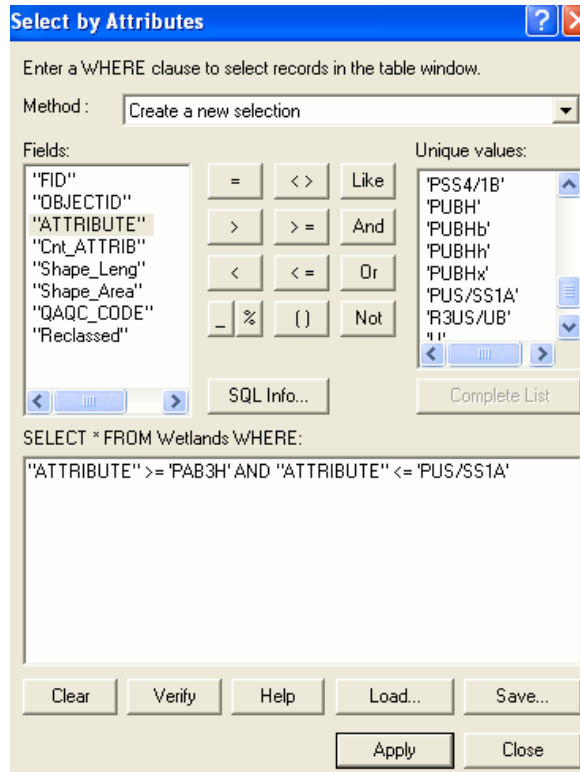 Select by Attributes
Enter a WHERE clause to select records in the table window.
Method : Create a new selection
Fields:
"FID"
"OBJECTID"
"ATTRIBUTE"
"Cnt_ATTRIB"
"Shape_Leng"
"Shape_Area"
"QAQC_CODE"
"Reclassed"
= < > Like
> > = And
< < = Or
_ % ( ) Not
SQL Info...
Unique values:
'PSS4/1B'
'PUBH'
'PUBHb'
'PUBHh'
'PUBHx'
'PUS/SS1A'
'R3US/UB'
'U'
Complete List
SELECT * FROM Wetlands WHERE:
"ATTRIBUTE" >= 'PAB3H' AND "ATTRIBUTE" <= 'PUS/SS1A'
Clear Verify Help Load... Save...
Apply Close